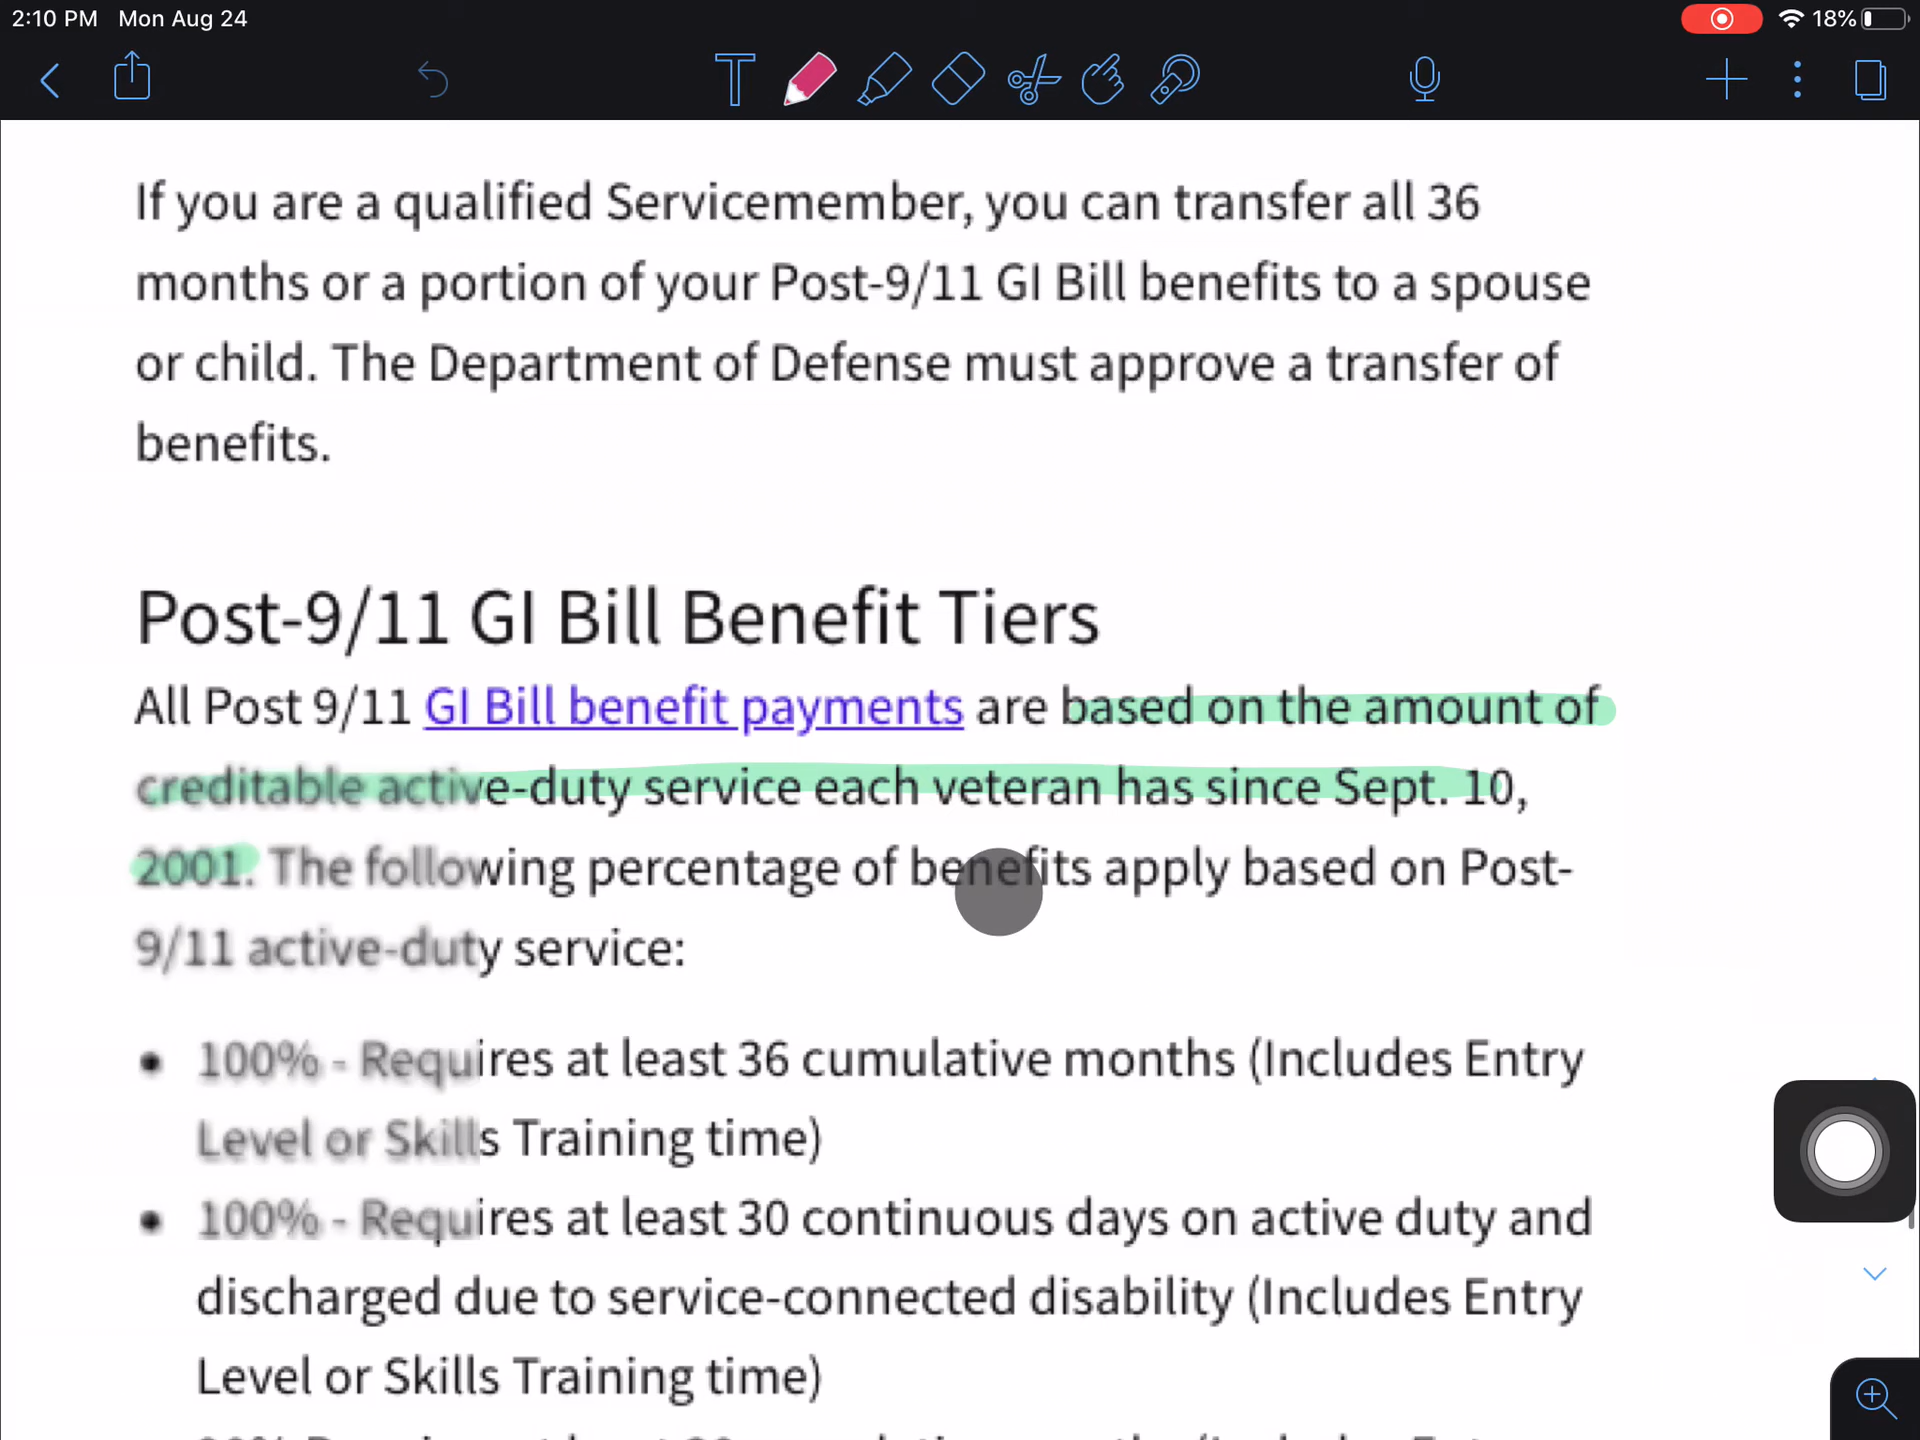 2:10 PM Mon Aug 24 18%
If you are a qualified Servicemember, you can transfer all 36
months or a portion of your Post-9/11 GI Bill benefits to a spouse
or child. The Department of Defense must approve a transfer of
benefits.
Post-9/11 GI Bill Benefit Tiers
All Post 9/11 GI Bill benefit payments are based on the amount of
creditable active-duty service each veteran has since Sept. 10,
2001. The following percentage of benefits apply based on Post-
9/11 active-duty service:
• 100% - Requires at least 36 cumulative months (Includes Entry
Level or Skills Training time)
• 100% - Requires at least 30 continuous days on active duty and
discharged due to service-connected disability (Includes Entry
Level or Skills Training time)